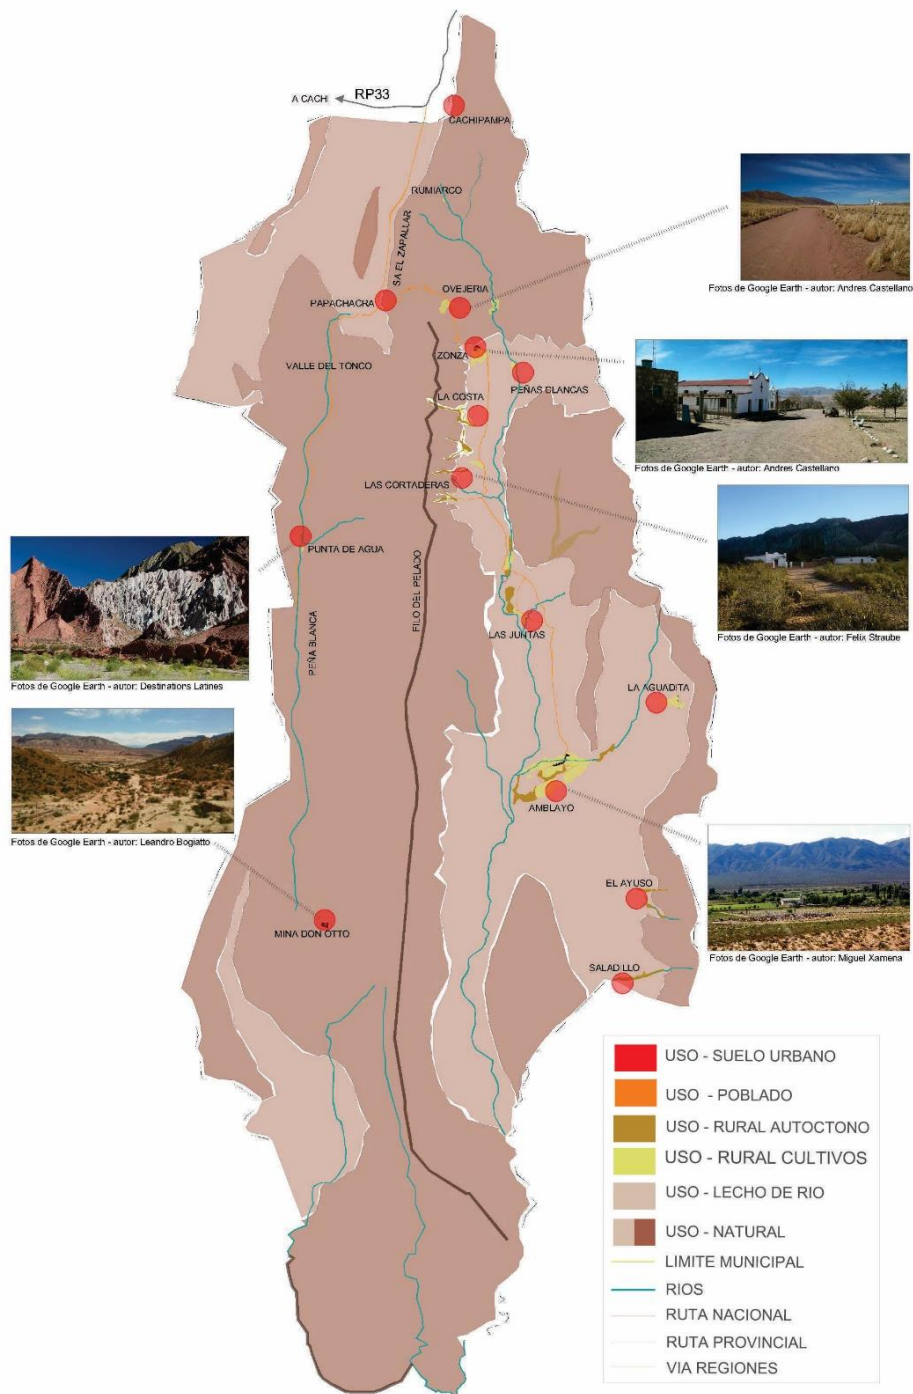 A CACHI
RP33
CACHIPAMPA
RUMIARCO
SA EL ZAPALLAR
Fotos de Google Earth - autor: Andres Castellano
OVEJERIA
PAPACHACRA
ZONZA
VALLE DEL TONCO
PEÑAS BLANCAS
LA COSTA
Fotos de Google Earth - autor: Andres Castellano
LAS CORTADERAS
PUNTA DE AGUA
FILO DEL PELADO
PEÑA BLANCA
LAS JUNTAS
Fotos de Google Earth - autor: Felix Straube
Fotos de Google Earth - autor: Destinations Latines
LA AGUADITA
AMBLAYO
Fotos de Google Earth - autor: Leandro Bogiatto
EL AYUSO
MINA DON OTTO
Fotos de Google Earth - autor: Miguel Xamena
SALADILLO
USO - SUELO URBANO
USO - POBLADO
USO - RURAL AUTOCTONO
USO - RURAL CULTIVOS
USO - LECHO DE RIO
USO - NATURAL
LIMITE MUNICIPAL
RIOS
RUTA NACIONAL
RUTA PROVINCIAL
VIA REGIONES